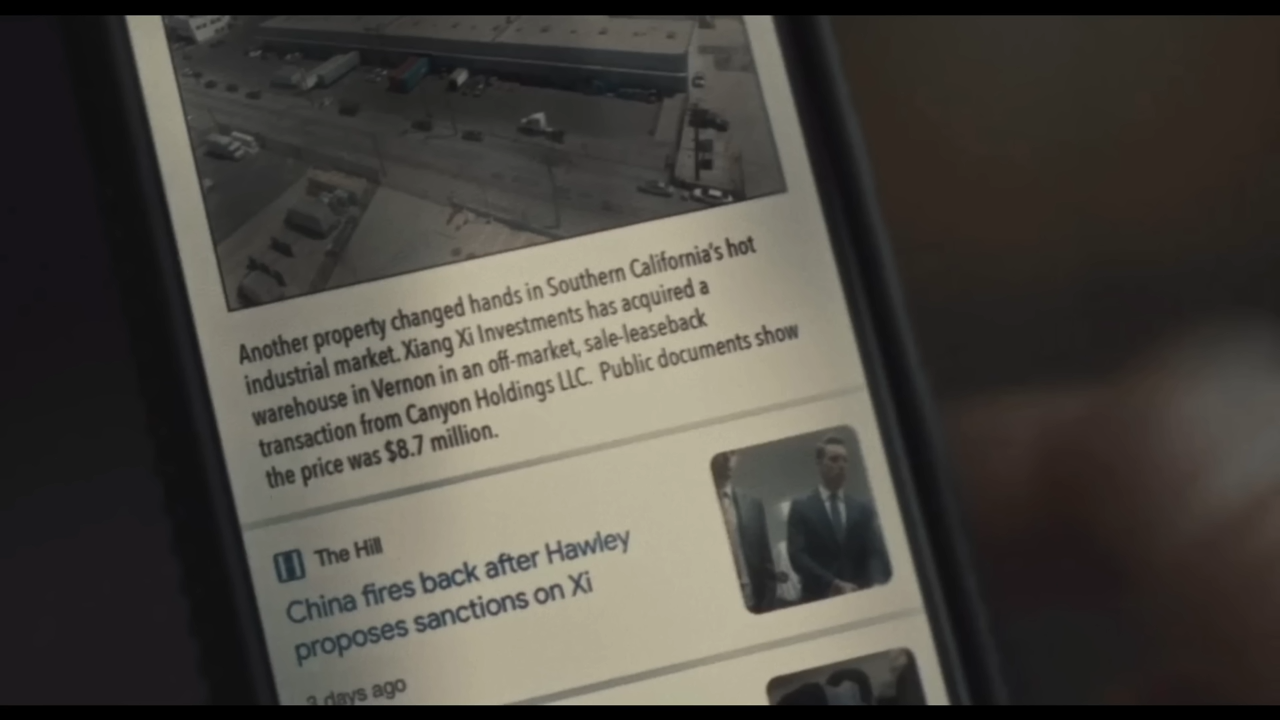 Another property changed hands in Southern California's hot
industrial market. Xiang Xi Investments has acquired a
warehouse in Vernon in an off-market, sale-leaseback
transaction from Canyon Holdings LLC. Public documents show
the price was $8.7 million.
The Hill
China fires back after Hawley
proposes sanctions on Xi
3 days ago